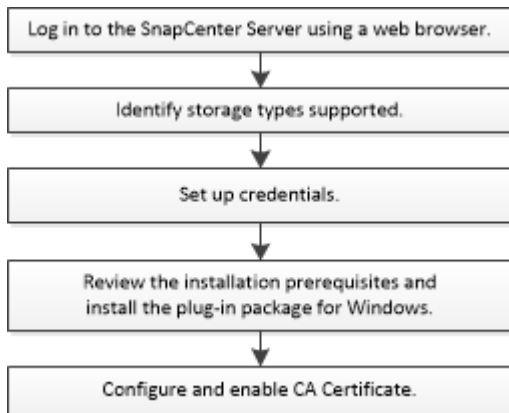 Log in to the SnapCenter Server using a web browser.
Identify storage types supported.
Set up credentials.
Review the installation prerequisites and
install the plug-in package for Windows.
Configure and enable CA Certificate.